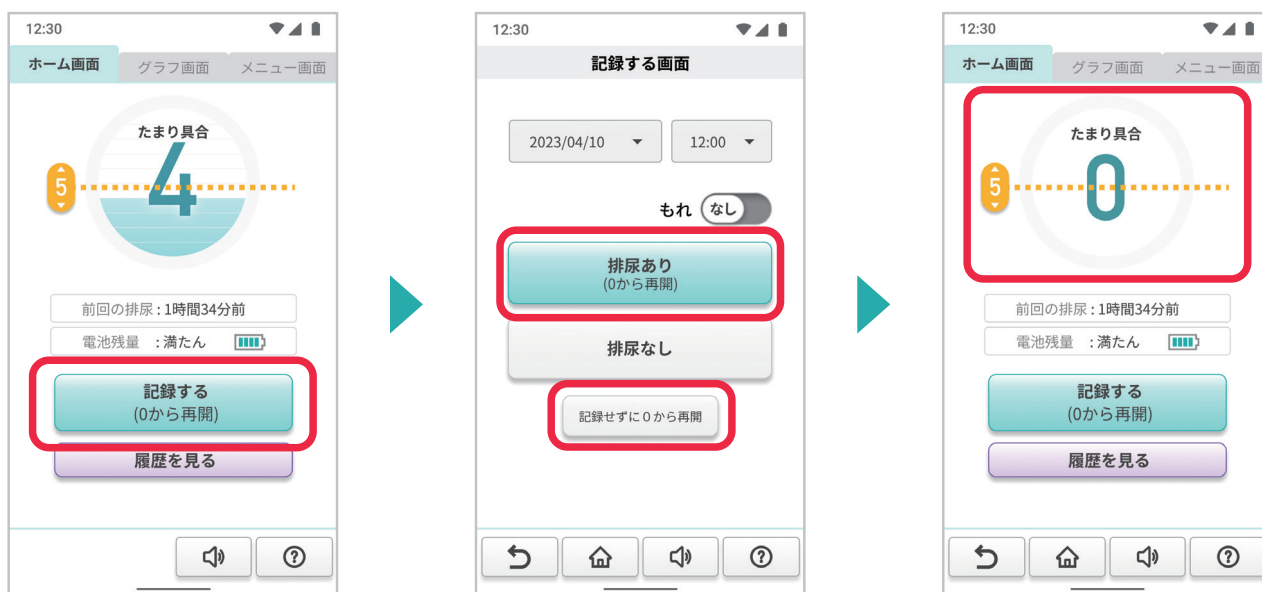 12:30
ホーム画面 グラフ画面 メニュー画面
たまり具合
4
5
前回の排尿 : 1時間34分前
電池残量 : 満たん
記録する
(0から再開)
履歴を見る
12:30
記録する画面
2023/04/10 12:00
もれ なし
排尿あり
(0から再開)
排尿なし
記録せずに0から再開
12:30
ホーム画面 グラフ画面 メニュー画面
たまり具合
0
5
前回の排尿 : 1時間34分前
電池残量 : 満たん
記録する
(0から再開)
履歴を見る